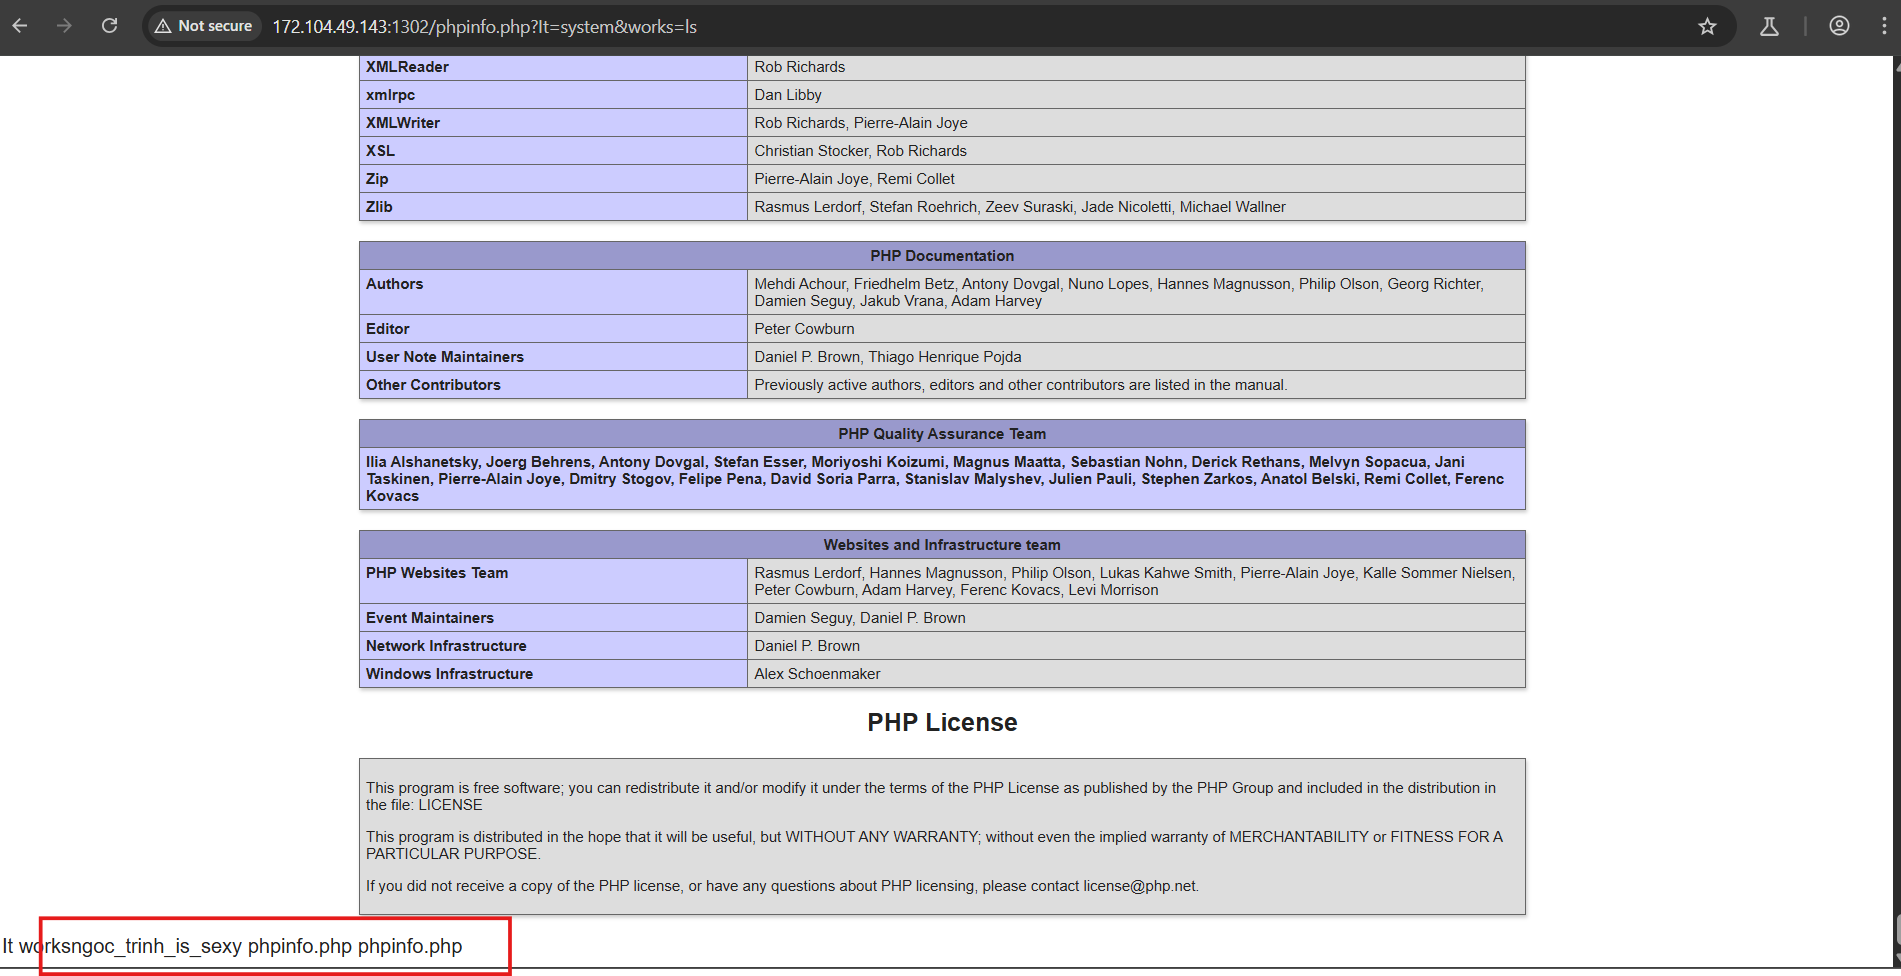 Not secure 172.104.49.143:1302/phpinfo.php?It=system&works=ls
XMLReader Rob Richards
xmlrpc Dan Libby
XMLWriter Rob Richards, Pierre-Alain Joye
XSL Christian Stocker, Rob Richards
Zip Pierre-Alain Joye, Remi Collet
Zlib Rasmus Lerdorf, Stefan Roehrich, Zeev Suraski, Jade Nicoletti, Michael Wallner
PHP Documentation
Authors Mehdi Achour, Friedhelm Betz, Antony Dovgal, Nuno Lopes, Hannes Magnusson, Philip Olson, Georg Richter,
Damien Seguy, Jakub Vrana, Adam Harvey
Editor Peter Cowburn
User Note Maintainers Daniel P. Brown, Thiago Henrique Pojda
Other Contributors Previously active authors, editors and other contributors are listed in the manual.
PHP Quality Assurance Team
Ilia Alshanetsky, Joerg Behrens, Antony Dovgal, Stefan Esser, Moriyoshi Koizumi, Magnus Maatta, Sebastian Nohn, Derick Rethans, Melvyn Sopacua, Jani
Taskinen, Pierre-Alain Joye, Dmitry Stogov, Felipe Pena, David Soria Parra, Stanislav Malyshev, Julien Pauli, Stephen Zarkos, Anatol Belski, Remi Collet, Ferenc
Kovacs
Websites and Infrastructure team
PHP Websites Team Rasmus Lerdorf, Hannes Magnusson, Philip Olson, Lukas Kahwe Smith, Pierre-Alain Joye, Kalle Sommer Nielsen,
Peter Cowburn, Adam Harvey, Ferenc Kovacs, Levi Morrison
Event Maintainers Damien Seguy, Daniel P. Brown
Network Infrastructure Daniel P. Brown
Windows Infrastructure Alex Schoenmaker
PHP License
This program is free software; you can redistribute it and/or modify it under the terms of the PHP License as published by the PHP Group and included in the distribution in
the file: LICENSE
This program is distributed in the hope that it will be useful, but WITHOUT ANY WARRANTY; without even the implied warranty of MERCHANTABILITY or FITNESS FOR A
PARTICULAR PURPOSE.
If you did not receive a copy of the PHP license, or have any questions about PHP licensing, please contact license@php.net.
It worksngoc_trinh_is_sexy phpinfo.php phpinfo.php